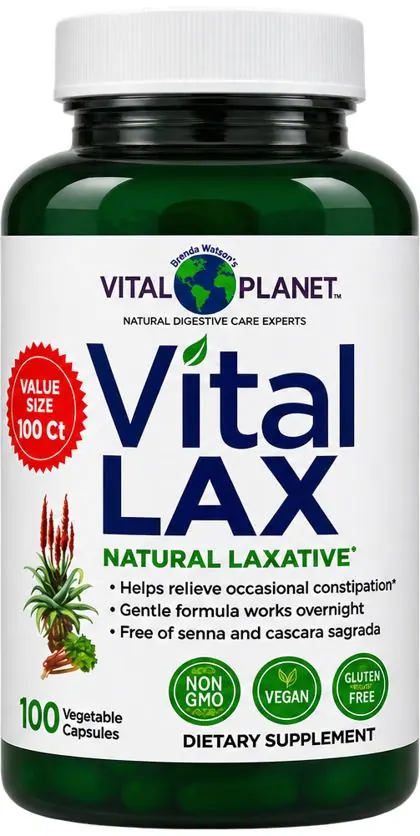 Brenda Watson's
VITAL PLANET™
NATURAL DIGESTIVE CARE EXPERTS
Vital
LAX
VALUE
SIZE
100 Ct
NATURAL LAXATIVE*
• Helps relieve occasional constipation*
• Gentle formula works overnight
• Free of senna and cascara sagrada
NON
GMO
VEGAN
GLUTEN
FREE
100 Vegetable
Capsules
DIETARY SUPPLEMENT